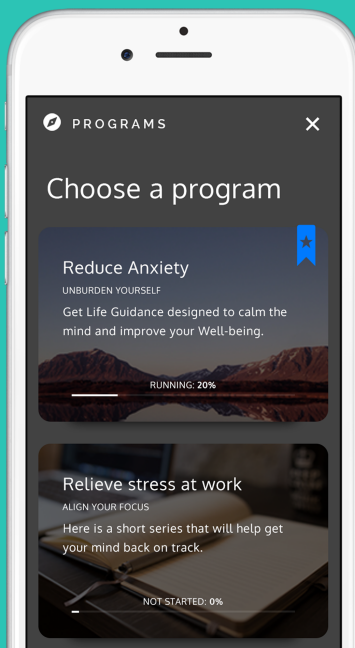 PROGRAMS
Choose a program
Reduce Anxiety
UNBURDEN YOURSELF
Get Life Guidance designed to calm the
mind and improve your Well-being.
RUNNING: 20%
Relieve stress at work
ALIGN YOUR FOCUS
Here is a short series that will help get
your mind back on track.
NOT STARTED: 0%